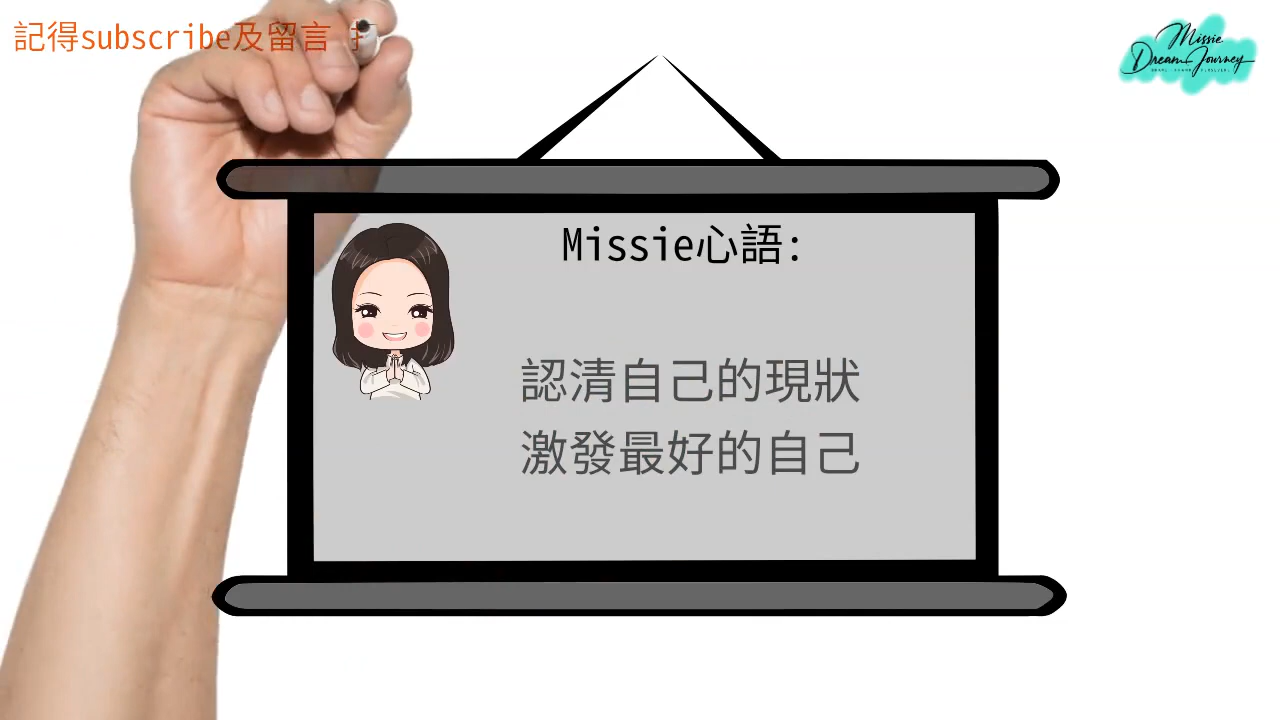 記得subscribe及留言
Missie
Dream Journey
Missie心語:
認清自己的現狀
激發最好的自己